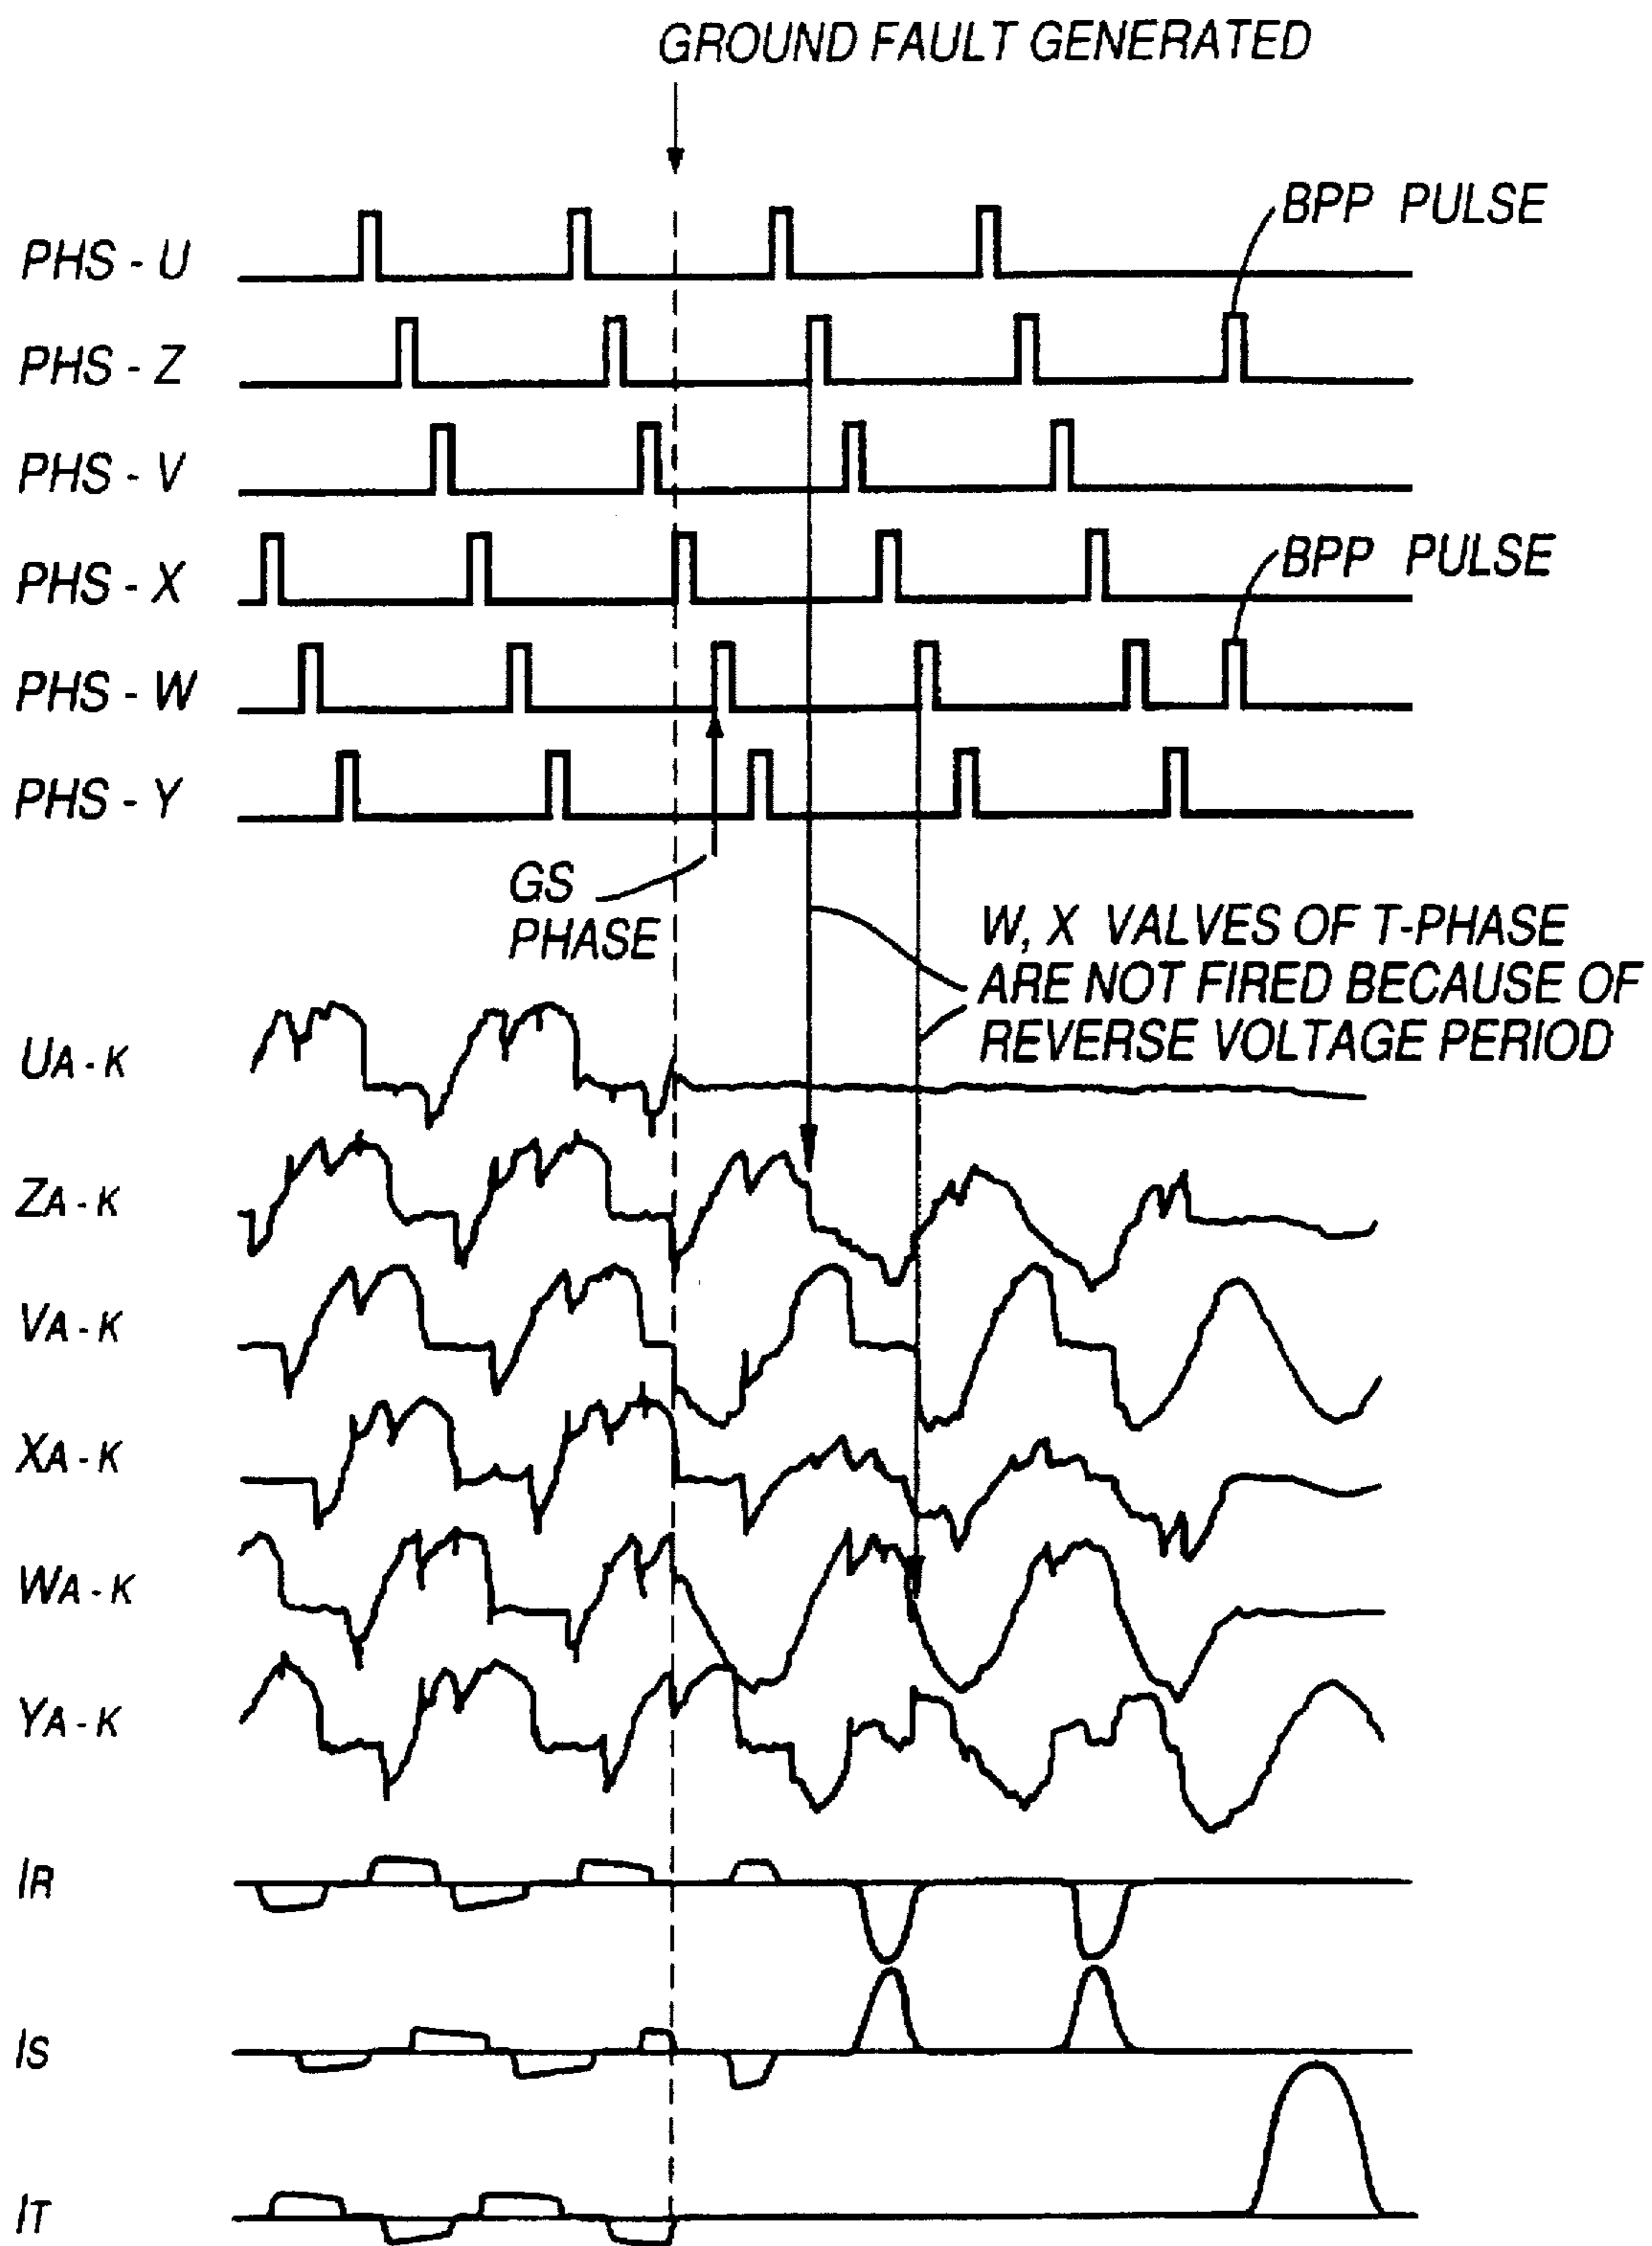 GROUND FAULT GENERATED
BPP PULSE
PHS - U
PHS - Z
PHS - V
PHS - X
BPP PULSE
PHS - W
PHS - Y
GS
PHASE
W, X VALVES OF T-PHASE
ARE NOT FIRED BECAUSE OF
REVERSE VOLTAGE PERIOD
UA - K
ZA - K
VA - K
XA - K
WA - K
YA - K
IR
IS
IT